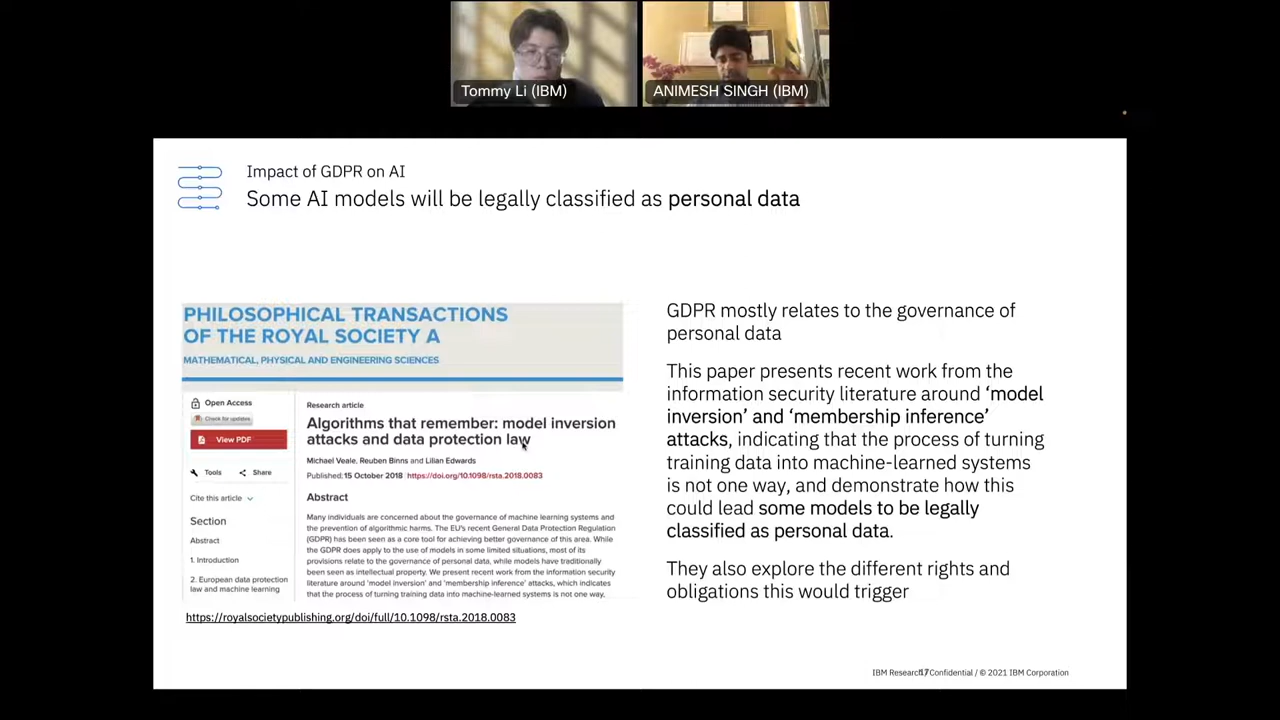 Tommy Li (IBM)
ANIMESH SINGH (IBM)
Impact of GDPR on AI
Some AI models will be legally classified as personal data
PHILOSOPHICAL TRANSACTIONS
OF THE ROYAL SOCIETY A
MATHEMATICAL, PHYSICAL AND ENGINEERING SCIENCES
Open Access
Check for updates
View PDF
Tools
Share
Cite this article
Section
Abstract
1. Introduction
2. European data protection
law and machine learning
Research article
Algorithms that remember: model inversion
attacks and data protection law
Michael Veale, Reuben Binns and Lilian Edwards
Published: 15 October 2018 https://doi.org/10.1098/rsta.2018.0083
Abstract
Many individuals are concerned about the governance of machine learning systems and
the prevention of algorithmic harms. The EU's recent General Data Protection Regulation
(GDPR) has been seen as a core tool for achieving better governance of this area. While
the GDPR does apply to the use of models in some limited situations, most of its
provisions relate to the governance of personal data, while models have traditionally
been seen as intellectual property. We present recent work from the information security
literature around 'model inversion' and 'membership inference' attacks, which indicates
that the process of turning training data into machine-learned systems is not one way,
https://royalsocietypublishing.org/doi/full/10.1098/rsta.2018.0083
GDPR mostly relates to the governance of
personal data
This paper presents recent work from the
information security literature around ‘model
inversion’ and ‘membership inference’
attacks, indicating that the process of turning
training data into machine-learned systems
is not one way, and demonstrate how this
could lead some models to be legally
classified as personal data.
They also explore the different rights and
obligations this would trigger
IBM Research / Confidential / © 2021 IBM Corporation
17